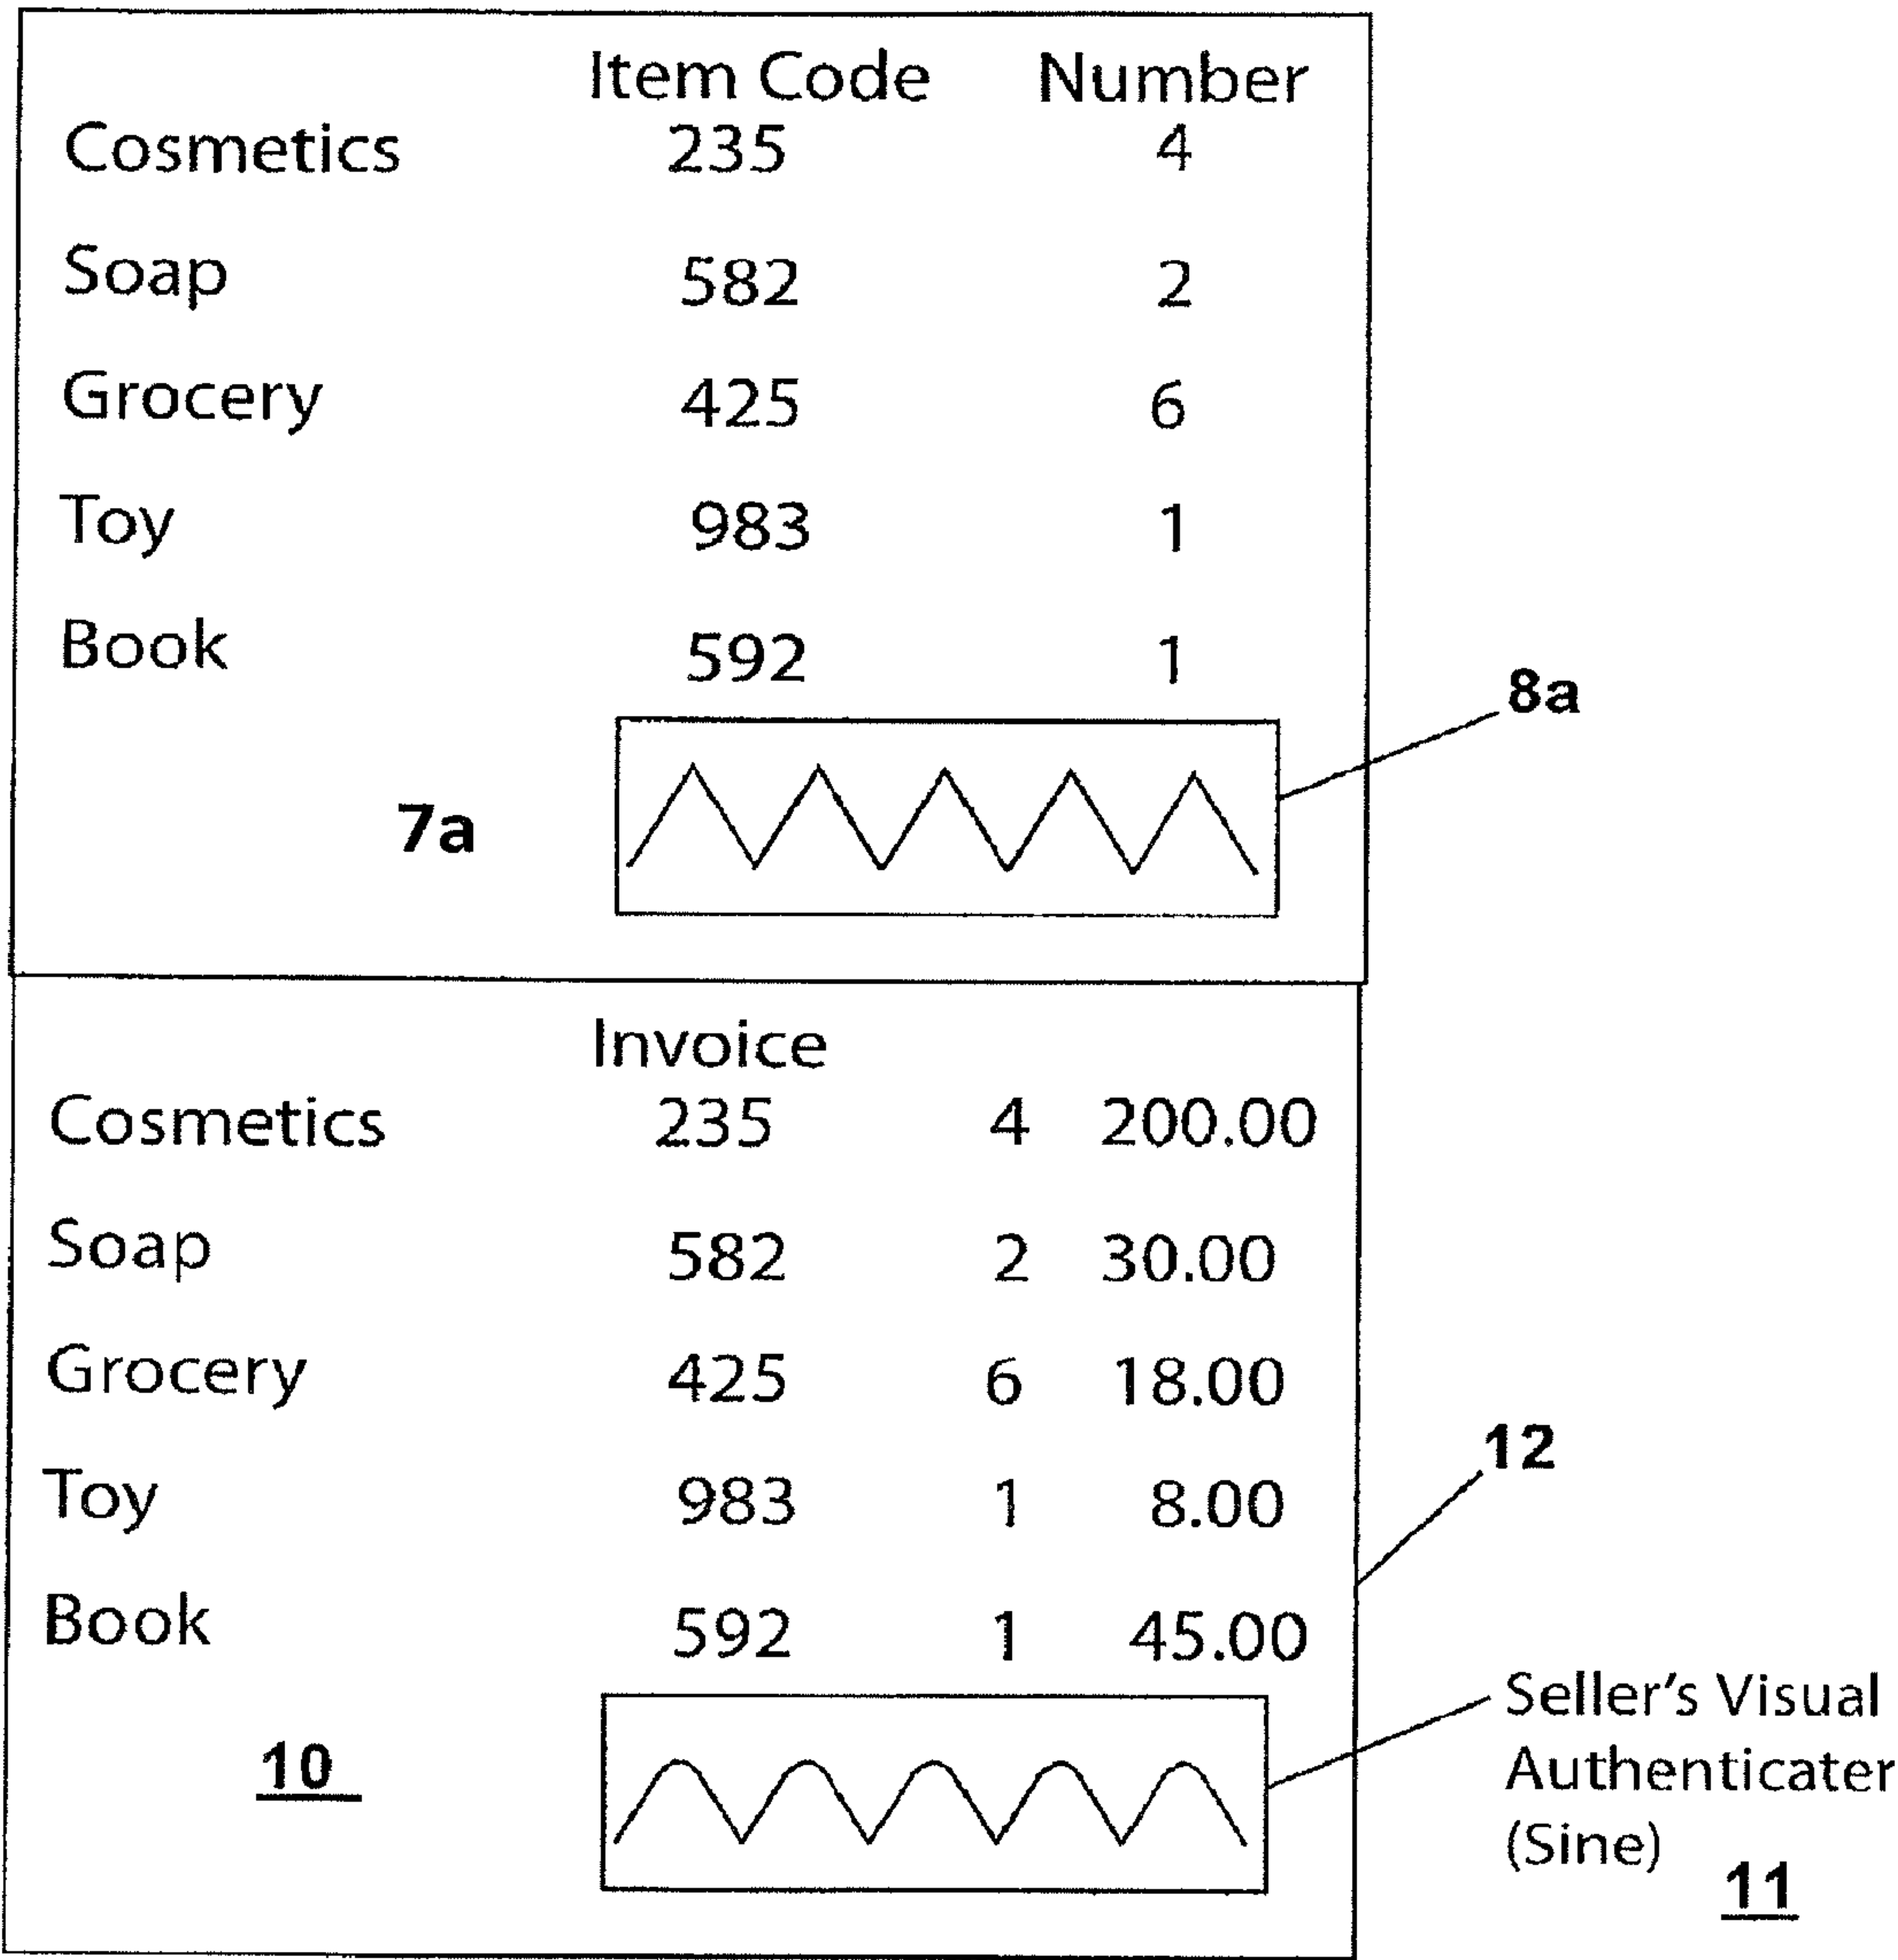 Item Code Number
Cosmetics 235 4
Soap 582 2
Grocery 425 6
Toy 983 1
Book 592 1
8a
7a
Invoice
Cosmetics 235 4 200.00
Soap 582 2 30.00
Grocery 425 6 18.00
Toy 983 1 8.00
12
Book 592 1 45.00
10
Seller's Visual
Authenticater
(Sine)
11